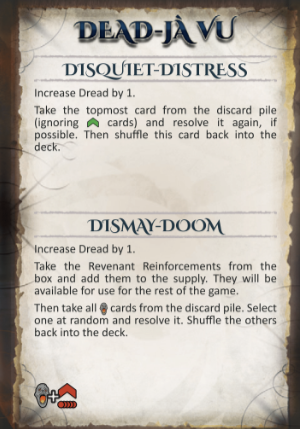 DEAD-JÀ VU
DISQUIET-DISTRESS
Increase Dread by 1.
Take the topmost card from the discard pile
(ignoring cards) and resolve it again, if
possible. Then shuffle this card back into the
deck.
DISMAY-DOOM
Increase Dread by 1.
Take the Revenant Reinforcements from the
box and add them to the supply. They will be
available for use for the rest of the game.
Then take all cards from the discard pile. Select
one at random and resolve it. Shuffle the others
back into the deck.
+